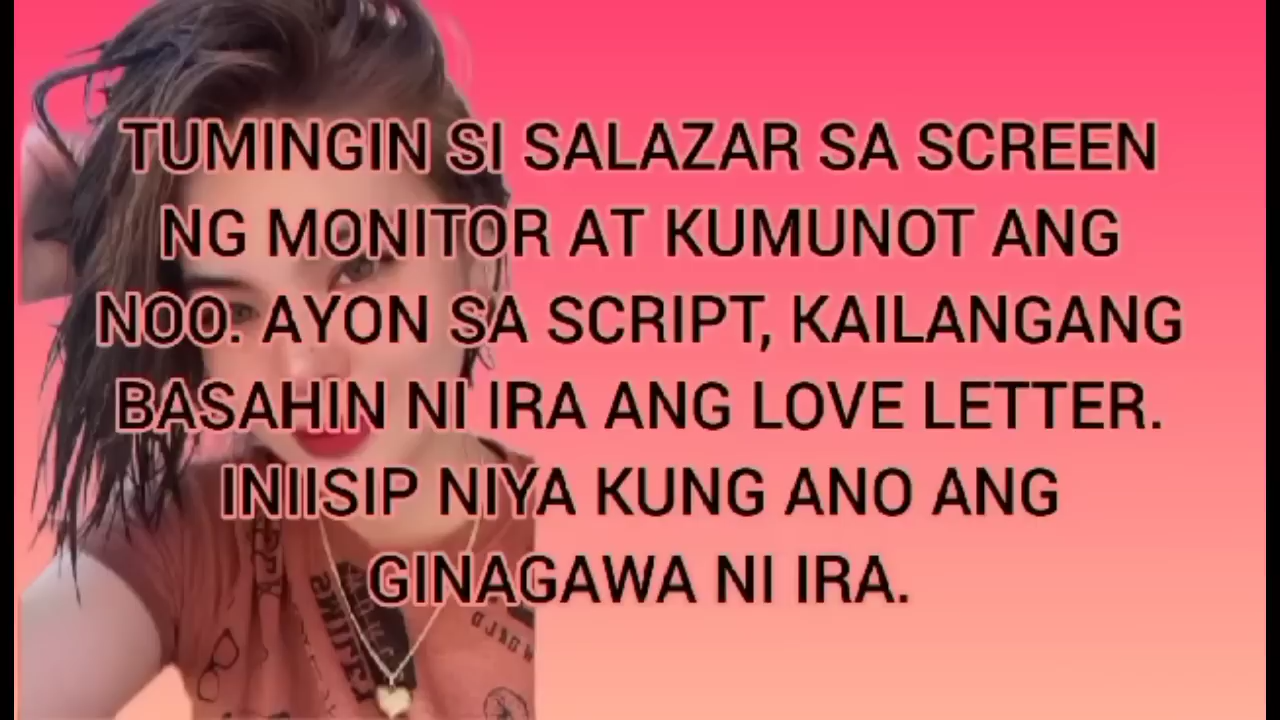 TUMINGIN SI SALAZAR SA SCREEN
NG MONITOR AT KUMUNOT ANG
NOO. AYON SA SCRIPT, KAILANGANG
BASAHIN NI IRA ANG LOVE LETTER.
INIISIP NIYA KUNG ANO ANG
GINAGAWA NI IRA.